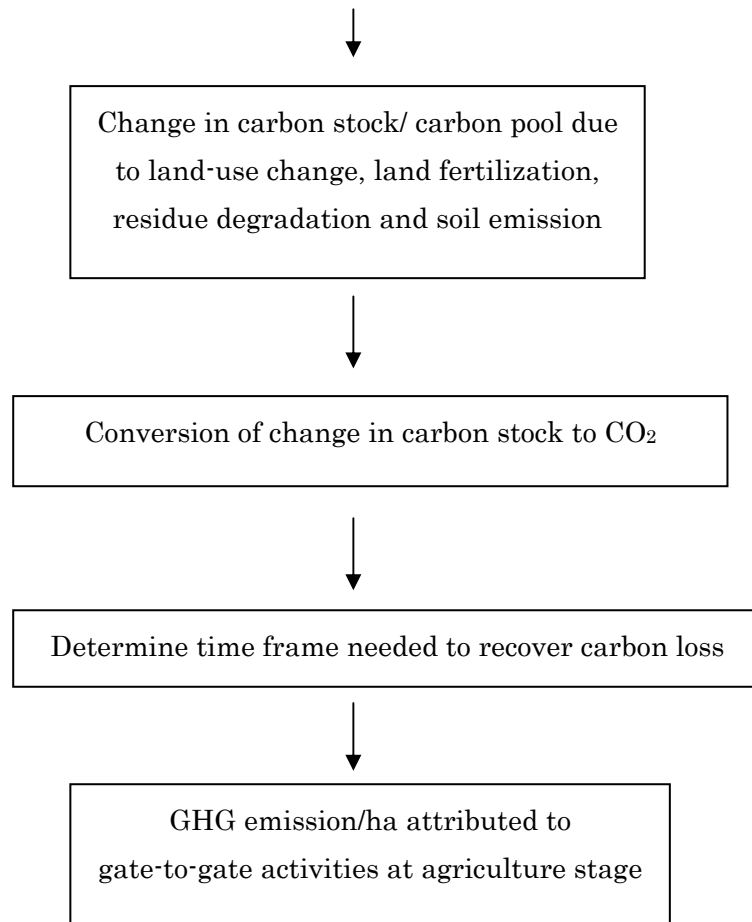 Change in carbon stock/ carbon pool due
to land-use change, land fertilization,
residue degradation and soil emission
Conversion of change in carbon stock to CO₂
Determine time frame needed to recover carbon loss
GHG emission/ha attributed to
gate-to-gate activities at agriculture stage